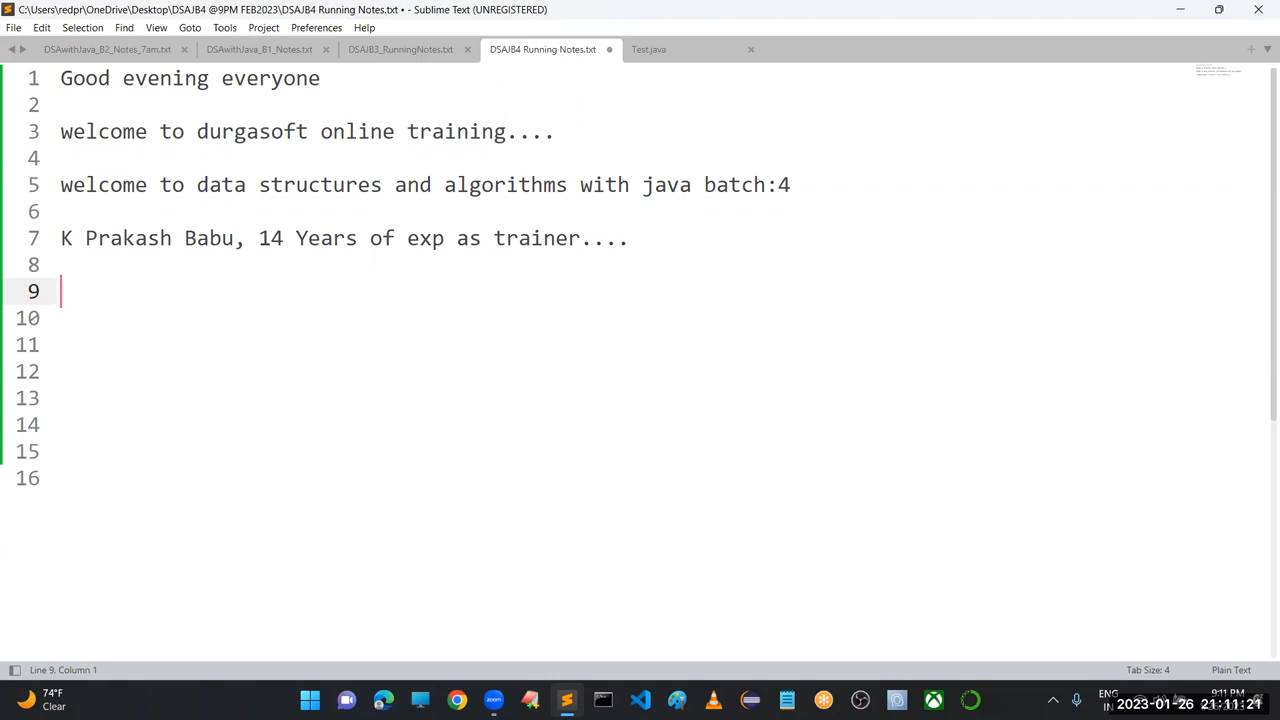 C:\Users\redpr\OneDrive\Desktop\DSAJB4 @9PM FEB2023\DSAJB4 Running Notes.txt • - Sublime Text (UNREGISTERED)
File Edit Selection Find View Goto Tools Project Preferences Help
DSAwithJava_B2_Notes_7am.txt DSAwithJava_B1_Notes.txt DSAJB3_RunningNotes.txt DSAJB4 Running Notes.txt Test.java
1 Good evening everyone
2
3 welcome to durgasoft online training....
4
5 welcome to data structures and algorithms with java batch:4
6
7 K Prakash Babu, 14 Years of exp as trainer....
8
9
10
11
12
13
14
15
16
Line 9, Column 1 Tab Size: 4 Plain Text
74°F
Clear
zoom
ENG
IN
9:11 PM
2023-01-26 21:11:21